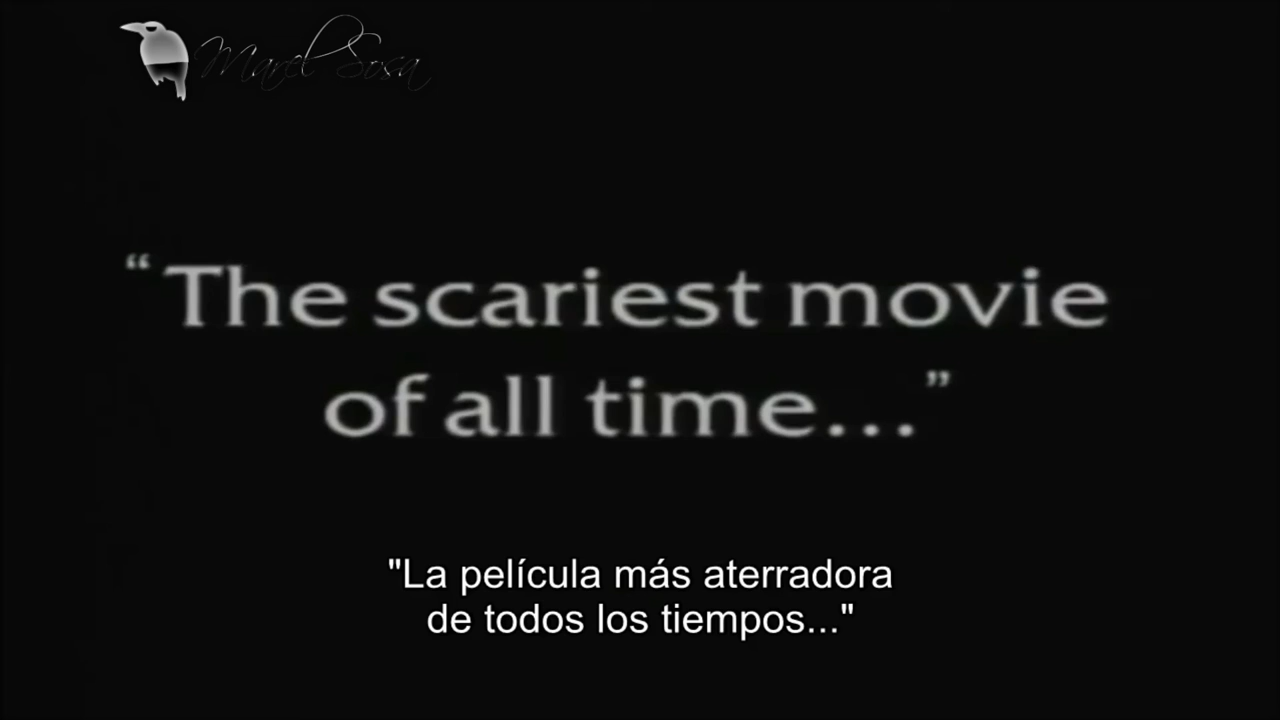 Marel Sosa
“The scariest movie
of all time...”
"La película más aterradora
de todos los tiempos..."